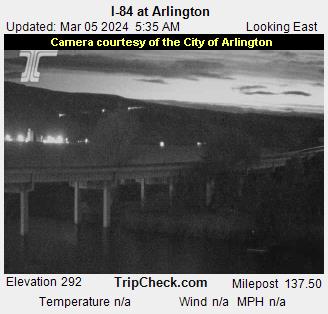 I-84 at Arlington
Updated: Mar 05 2024 5:35 AM Looking East
Camera courtesy of the City of Arlington
Elevation 292 TripCheck.com Milepost 137.50
Temperature n/a Wind n/a MPH n/a